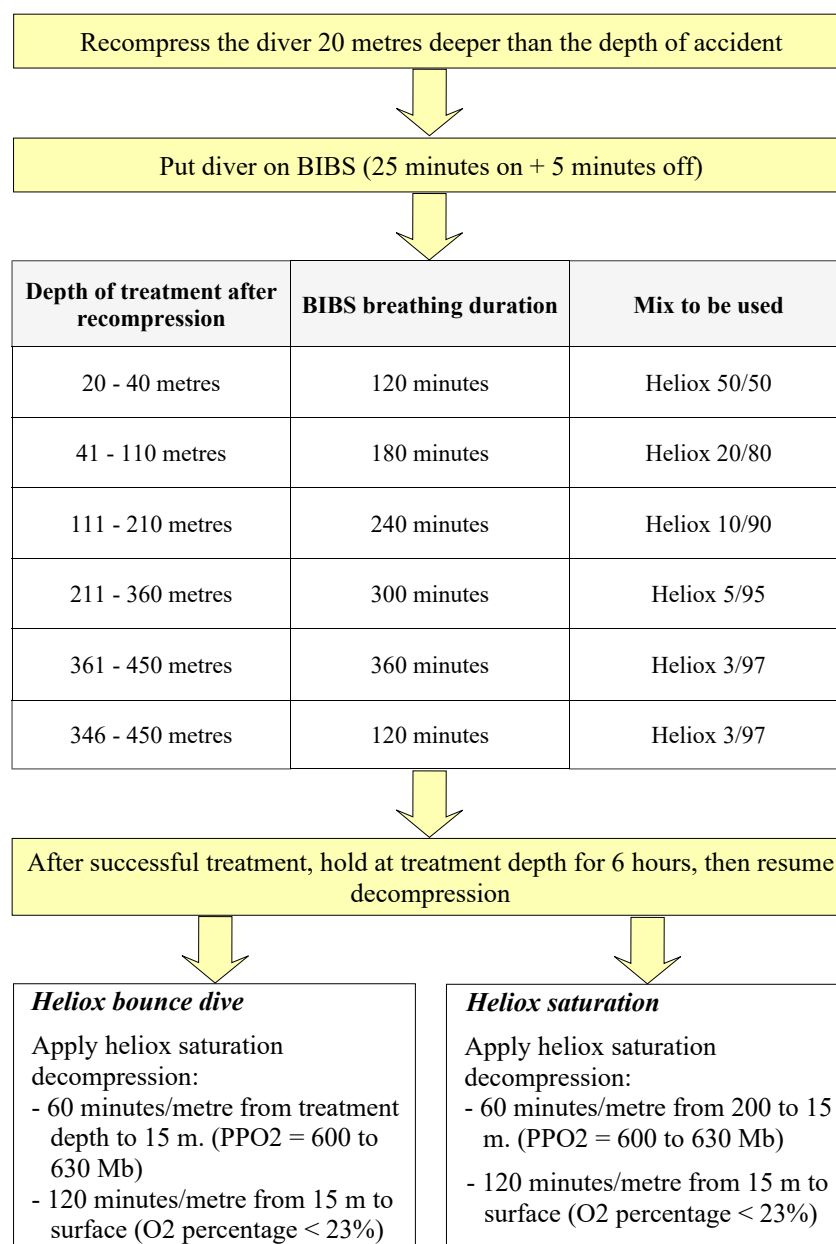 Recompress the diver 20 metres deeper than the depth of accident
Put diver on BIBS (25 minutes on + 5 minutes off)
Depth of treatment after
recompression
BIBS breathing duration
Mix to be used
20 - 40 metres
120 minutes
Heliox 50/50
41 - 110 metres
180 minutes
Heliox 20/80
111 - 210 metres
240 minutes
Heliox 10/90
211 - 360 metres
300 minutes
Heliox 5/95
361 - 450 metres
360 minutes
Heliox 3/97
346 - 450 metres
120 minutes
Heliox 3/97
After successful treatment, hold at treatment depth for 6 hours, then resume
decompression
Heliox bounce dive
Apply heliox saturation
decompression:
- 60 minutes/metre from treatment
depth to 15 m. (PPO2 = 600 to
630 Mb)
- 120 minutes/metre from 15 m to
surface (O2 percentage < 23%)
Heliox saturation
Apply heliox saturation
decompression:
- 60 minutes/metre from 200 to 15
m. (PPO2 = 600 to 630 Mb)
- 120 minutes/metre from 15 m to
surface (O2 percentage < 23%)